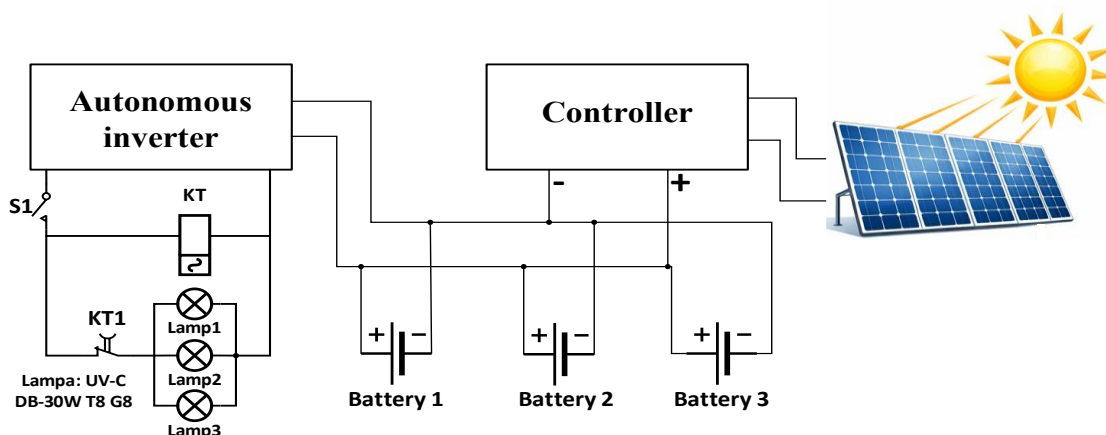 Autonomous
inverter
Controller
S1
KT
- +
KT1
Lamp1
Lamp2
Lamp3
Lampa: UV-C
DB-30W T8 G8
+ −
+ −
+ −
Battery 1
Battery 2
Battery 3